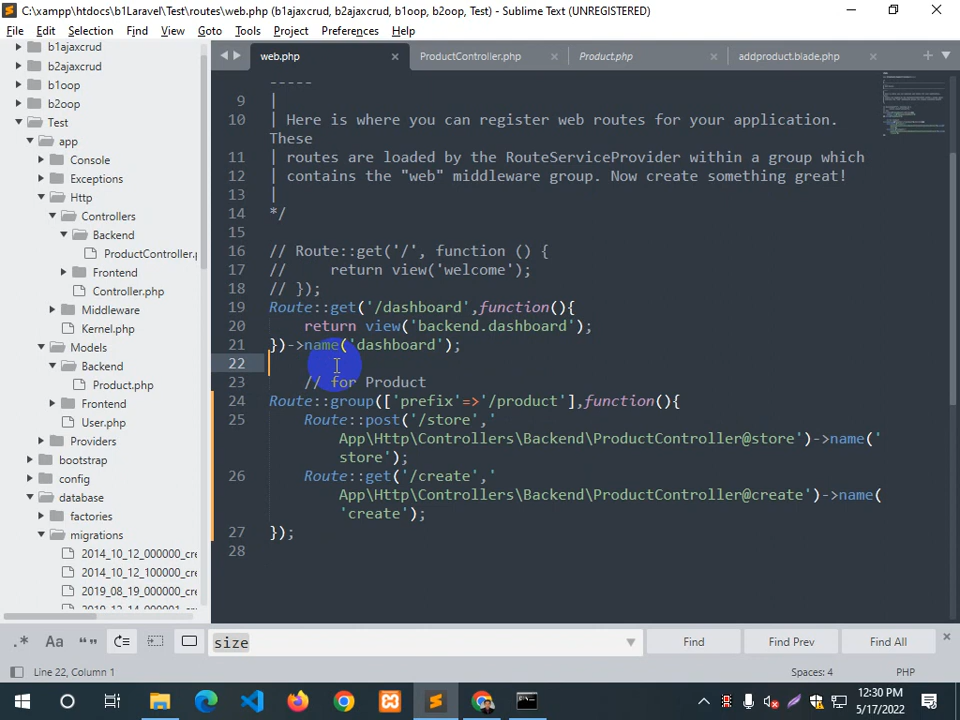 C:\xampp\htdocs\b1Laravel\Test\routes\web.php (b1ajaxcrud, b2ajaxcrud, b1oop, b2oop, Test) - Sublime Text (UNREGISTERED)
File Edit Selection Find View Goto Tools Project Preferences Help
web.php ProductController.php Product.php addproduct.blade.php
b1ajaxcrud
b2ajaxcrud
b1oop
b2oop
Test
app
Console
Exceptions
Http
Controllers
Backend
ProductController.p
Frontend
Controller.php
Middleware
Kernel.php
Models
Backend
Product.php
Frontend
User.php
Providers
bootstrap
config
database
factories
migrations
2014_10_12_000000_cre
2014_10_12_100000_cre
2019_08_19_000000_cre
-----
9 |
10 | Here is where you can register web routes for your application.
These
11 | routes are loaded by the RouteServiceProvider within a group which
12 | contains the "web" middleware group. Now create something great!
13 |
14 */
15
16 // Route::get('/', function () {
17 //     return view('welcome');
18 // });
19 Route::get('/dashboard',function(){
20     return view('backend.dashboard');
21 })->name('dashboard');
22
23     // for Product
24 Route::group(['prefix'=>'/product'],function(){
25     Route::post('/store','
App\Http\Controllers\Backend\ProductController@store')->name('
store');
26     Route::get('/create','
App\Http\Controllers\Backend\ProductController@create')->name(
'create');
27 });
28
.* Aa “” size Find Find Prev Find All
Line 22, Column 1 Spaces: 4 PHP
12:30 PM
5/17/2022